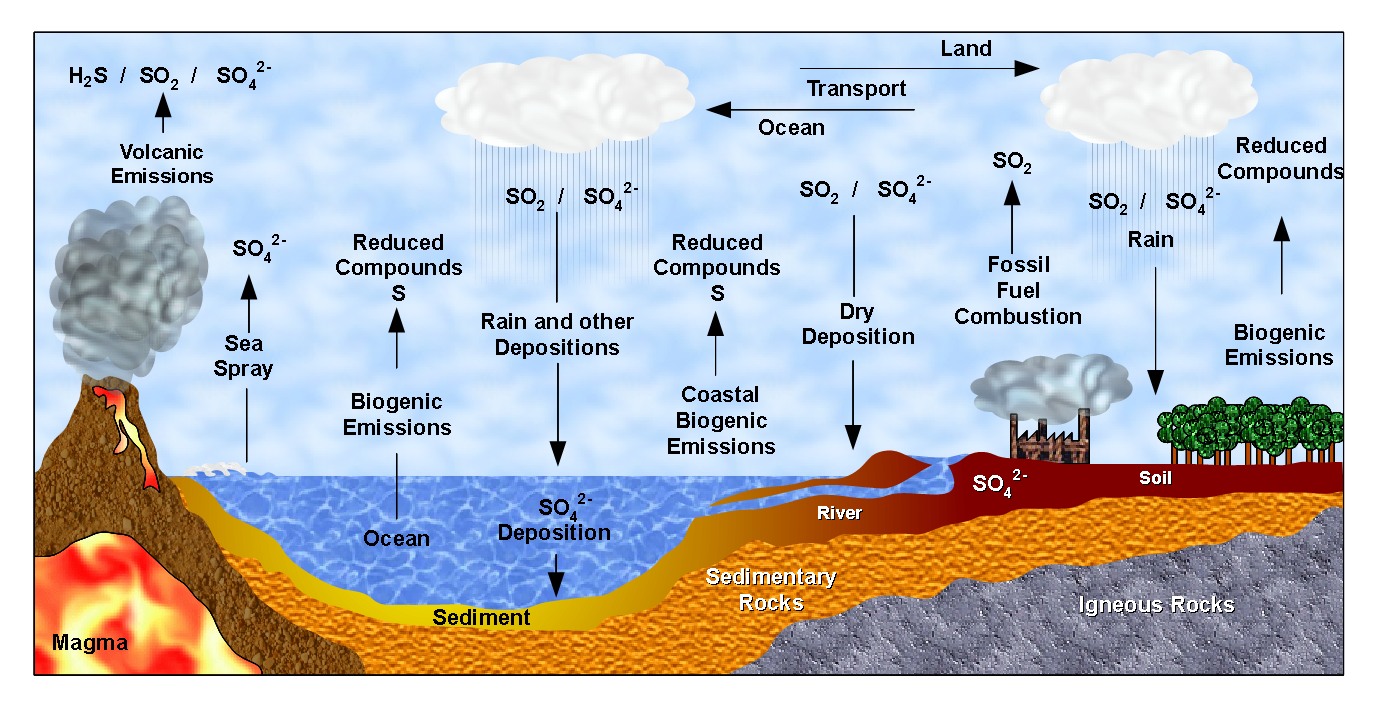 H₂S / SO₂ / SO₄²⁻
Volcanic
Emissions
SO₄²⁻
Sea
Spray
Reduced
Compounds
S
Biogenic
Emissions
Ocean
SO₂ / SO₄²⁻
Rain and other
Depositions
SO₄²⁻
Deposition
Sediment
Reduced
Compounds
S
Coastal
Biogenic
Emissions
Land
Transport
Ocean
SO₂ / SO₄²⁻
Dry
Deposition
SO₂
Fossil
Fuel
Combustion
SO₂ / SO₄²⁻
Rain
Reduced
Compounds
Biogenic
Emissions
SO₄²⁻
Soil
River
Sedimentary
Rocks
Igneous Rocks
Magma